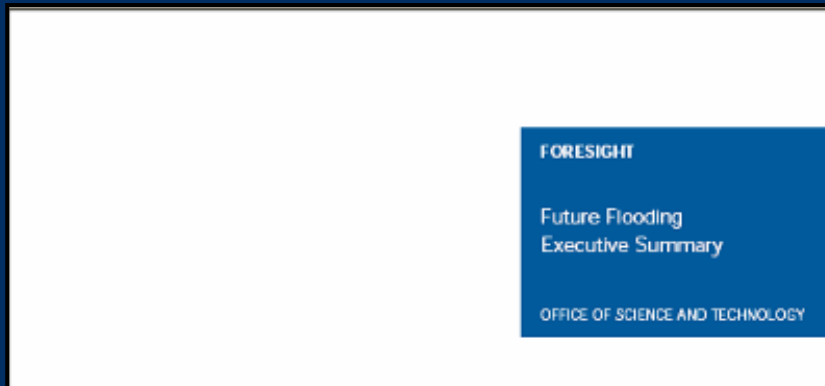 FORESIGHT
Future Flooding
Executive Summary
OFFICE OF SCIENCE AND TECHNOLOGY